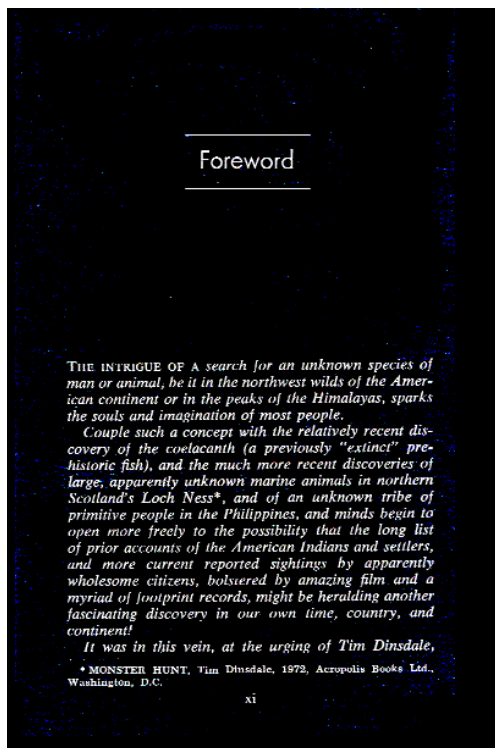 Foreword
THE INTRIGUE OF A search for an unknown species of
man or animal, be it in the northwest wilds of the Amer-
ican continent or in the peaks of the Himalayas, sparks
the souls and imagination of most people.
Couple such a concept with the relatively recent dis-
covery of the coelacanth (a previously "extinct" pre-
historic fish), and the much more recent discoveries of
large, apparently unknown marine animals in northern
Scotland's Loch Ness*, and of an unknown tribe of
primitive people in the Philippines, and minds begin to
open more freely to the possibility that the long list
of prior accounts of the American Indians and settlers,
and more current reported sightings by apparently
wholesome citizens, bolstered by amazing film and a
myriad of footprint records, might be heralding another
fascinating discovery in our own time, country, and
continent!
It was in this vein, at the urging of Tim Dinsdale,
* MONSTER HUNT, Tim Dinsdale, 1972, Acropolis Books Ltd.,
Washington, D.C.
xi